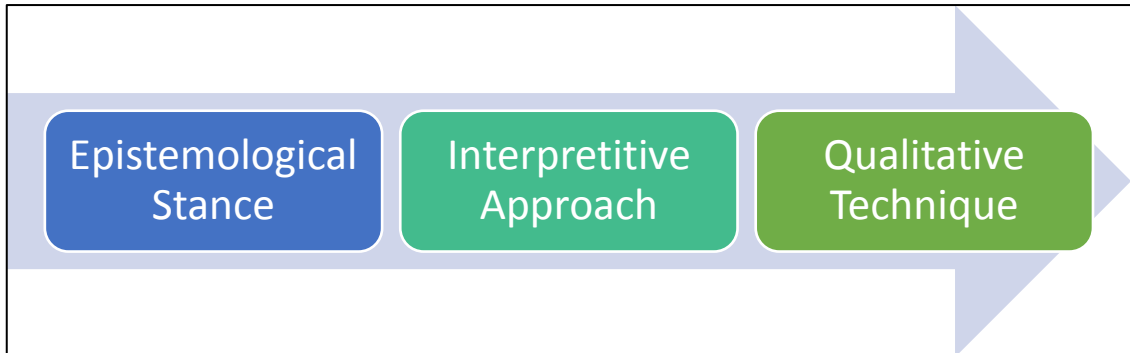 Epistemological
Stance
Interpretitive
Approach
Qualitative
Technique